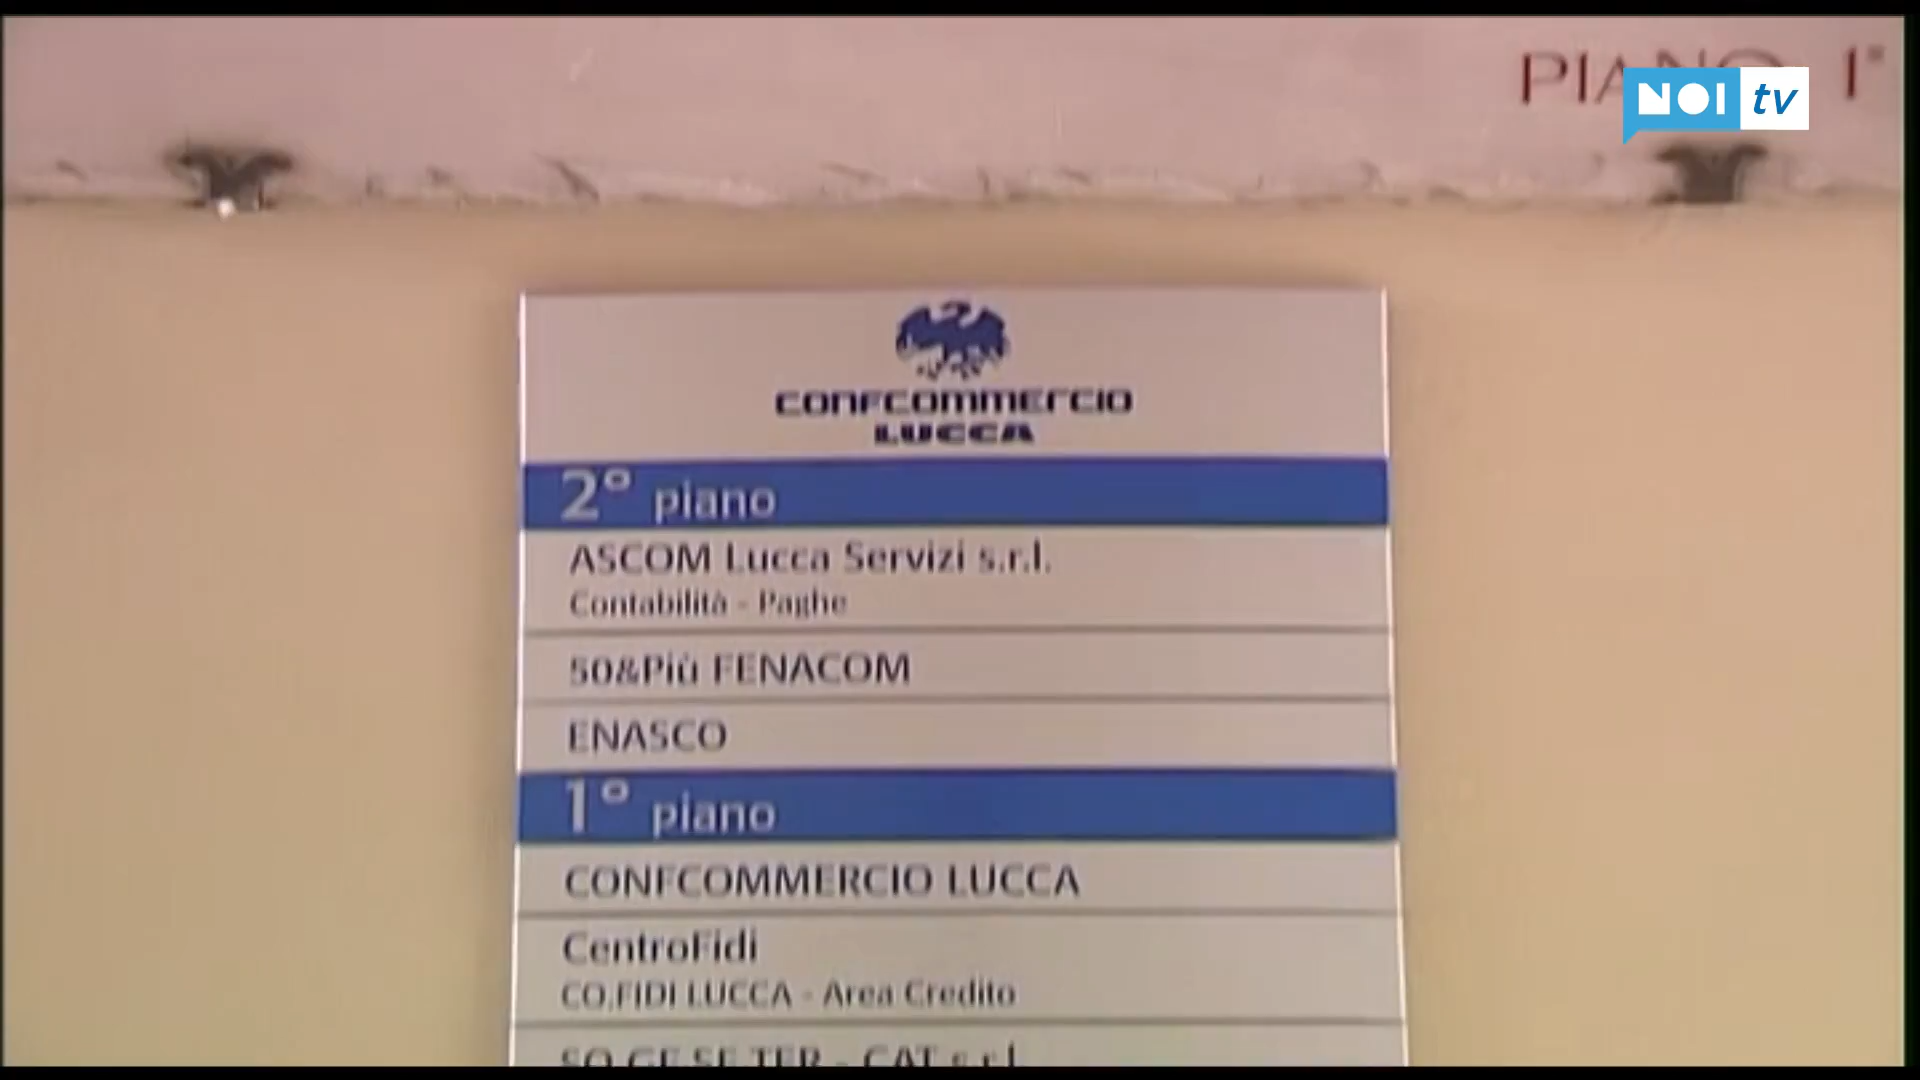 PIANO 1°
NOI tv
CONFCOMMERCIO
LUCCA
2° piano
ASCOM Lucca Servizi s.r.l.
Contabilità - Paghe
50&Più FENACOM
ENASCO
1° piano
CONFCOMMERCIO LUCCA
CentroFidi
CO.FIDI LUCCA - Area Credito
SO.GE.SE.TER - CAT s.r.l.